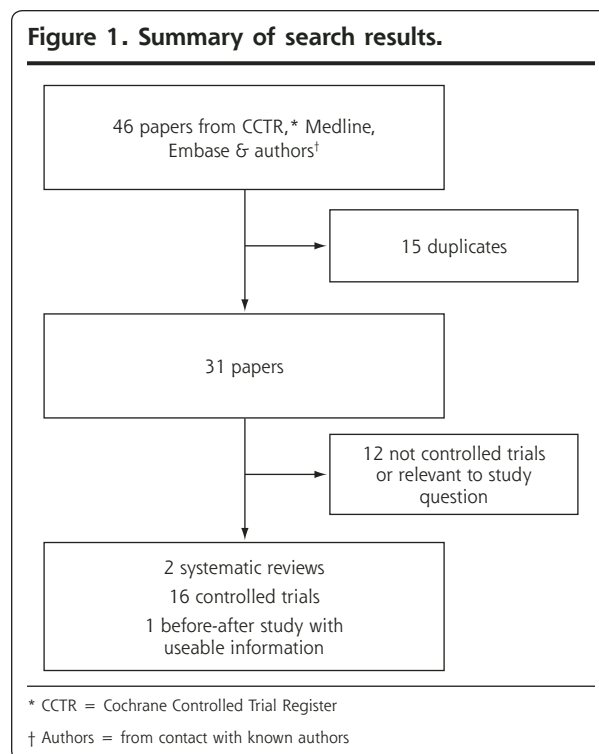 Figure 1. Summary of search results.
46 papers from CCTR,* Medline,
Embase & authors†
15 duplicates
31 papers
12 not controlled trials
or relevant to study
question
2 systematic reviews
16 controlled trials
1 before-after study with
useable information
* CCTR = Cochrane Controlled Trial Register
† Authors = from contact with known authors